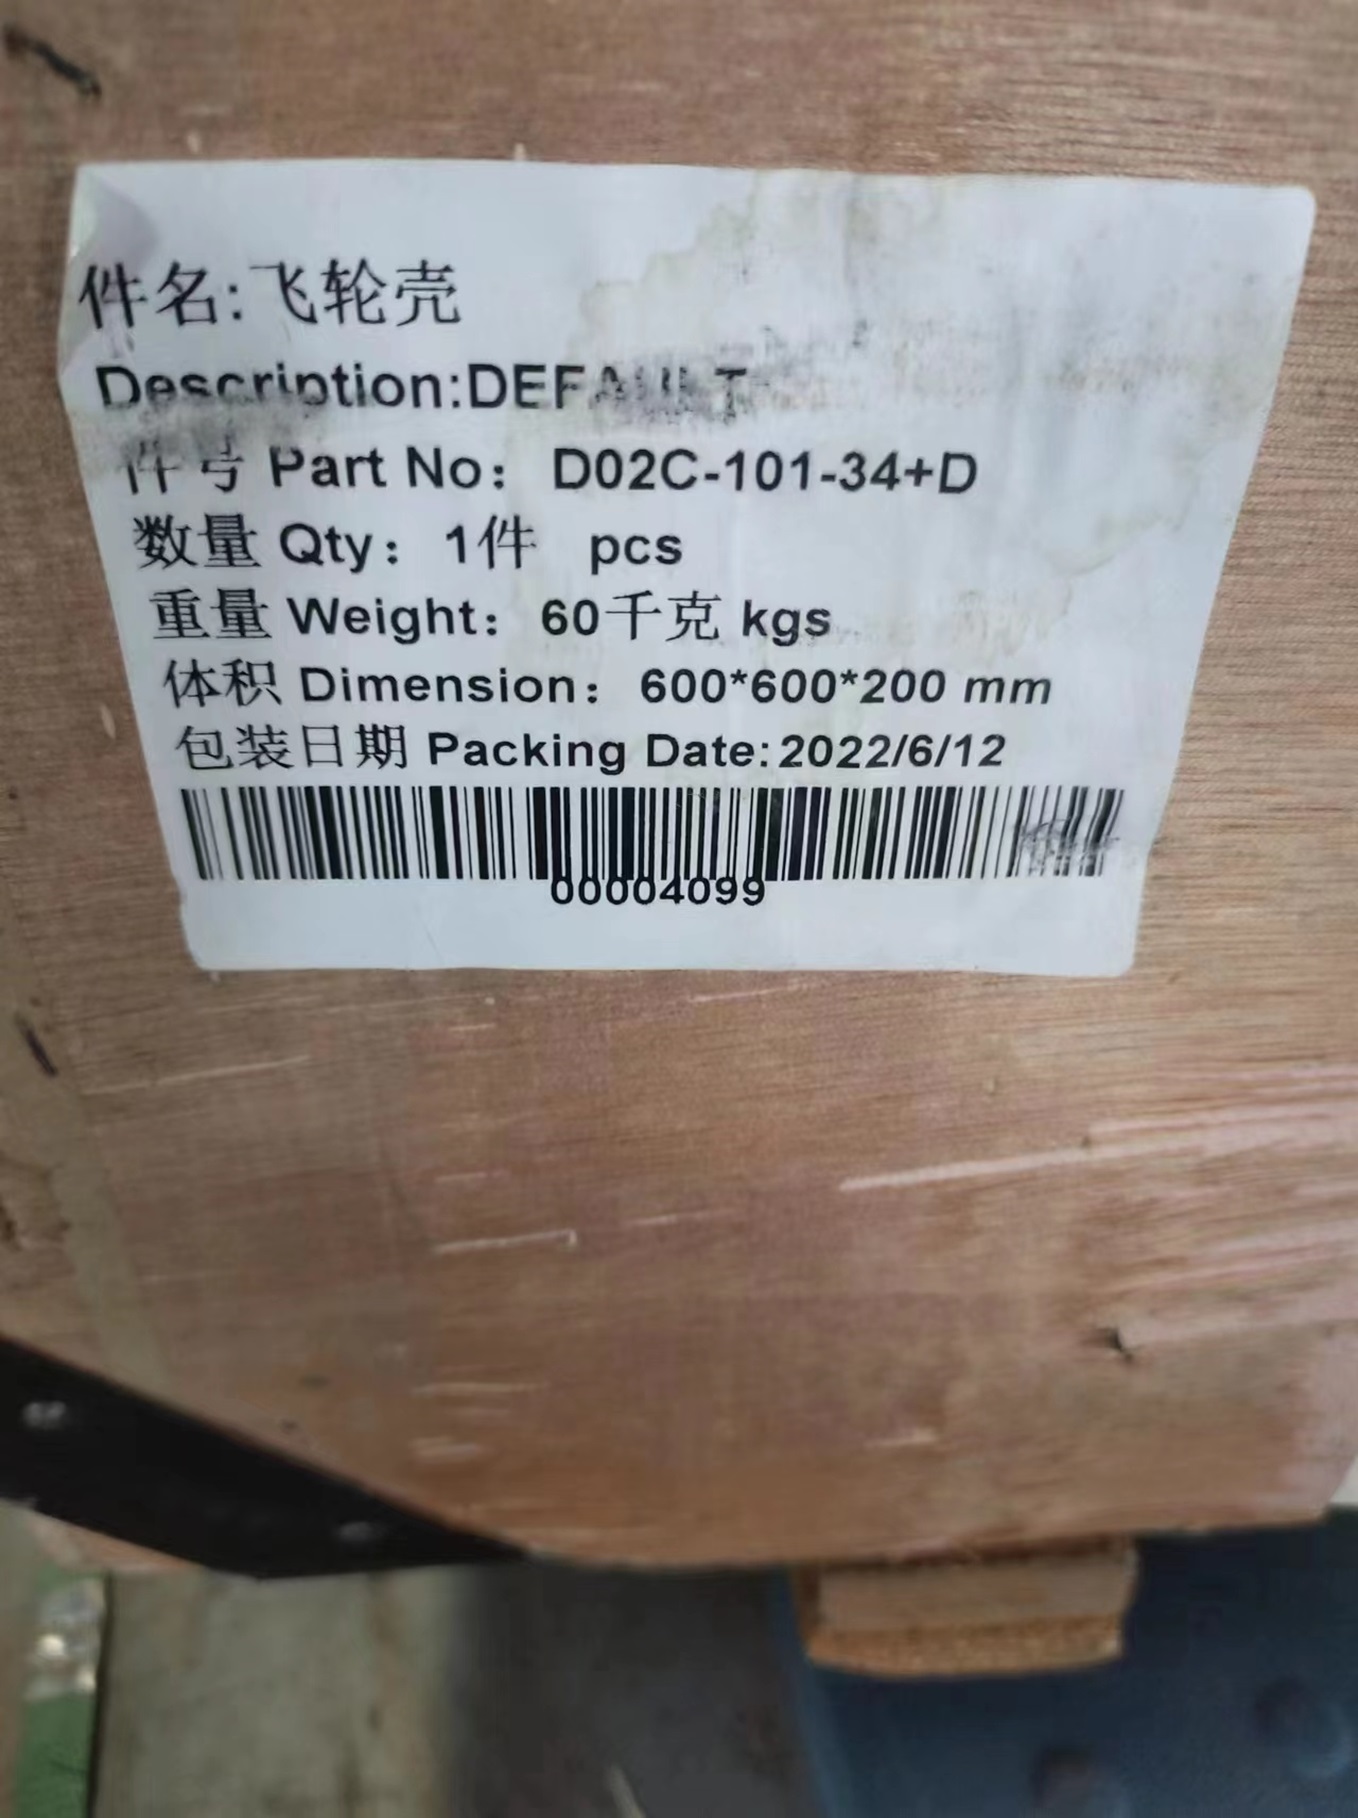 件名:飞轮壳
Description:DEFAULT
件号 Part No： D02C-101-34+D
数量 Qty： 1件 pcs
重量 Weight： 60千克 kgs
体积 Dimension： 600*600*200 mm
包装日期 Packing Date:2022/6/12
00004099